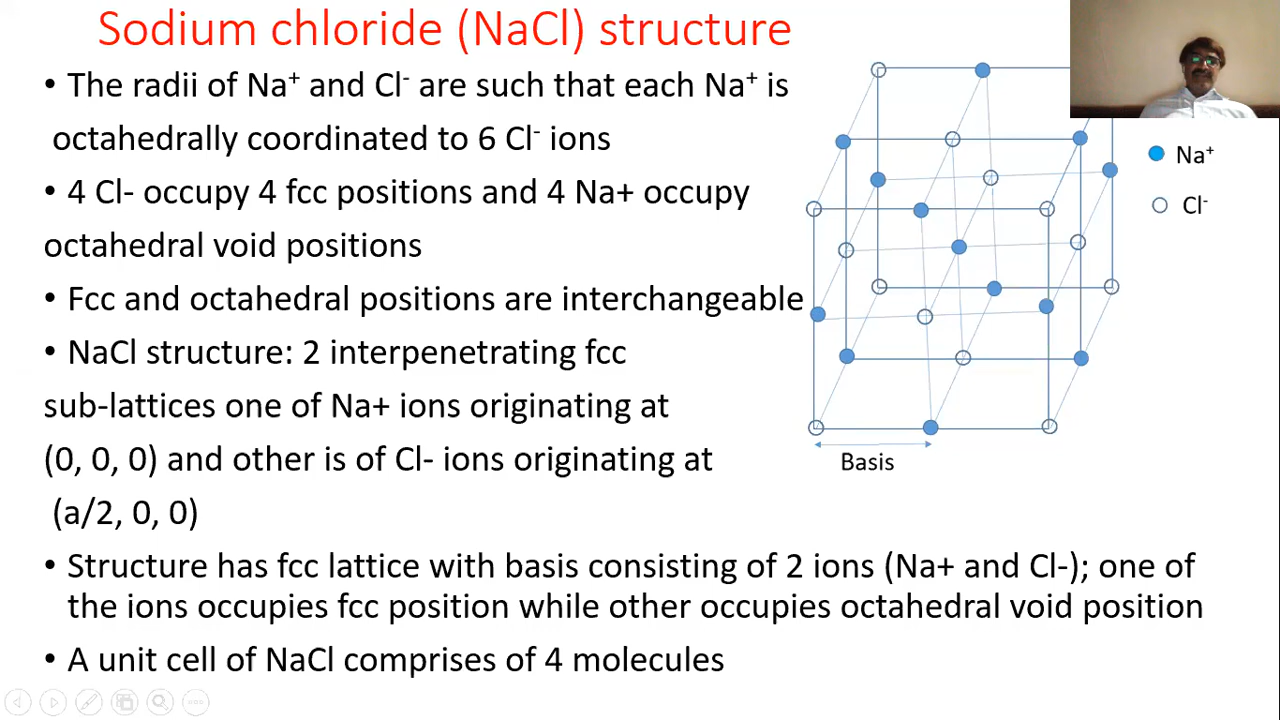 Sodium chloride (NaCl) structure
• The radii of Na⁺ and Cl⁻ are such that each Na⁺ is
octahedrally coordinated to 6 Cl⁻ ions
• 4 Cl- occupy 4 fcc positions and 4 Na+ occupy
octahedral void positions
• Fcc and octahedral positions are interchangeable
• NaCl structure: 2 interpenetrating fcc
sub-lattices one of Na+ ions originating at
(0, 0, 0) and other is of Cl- ions originating at
(a/2, 0, 0)
• Structure has fcc lattice with basis consisting of 2 ions (Na+ and Cl-); one of
the ions occupies fcc position while other occupies octahedral void position
• A unit cell of NaCl comprises of 4 molecules
Na⁺
Cl⁻
Basis